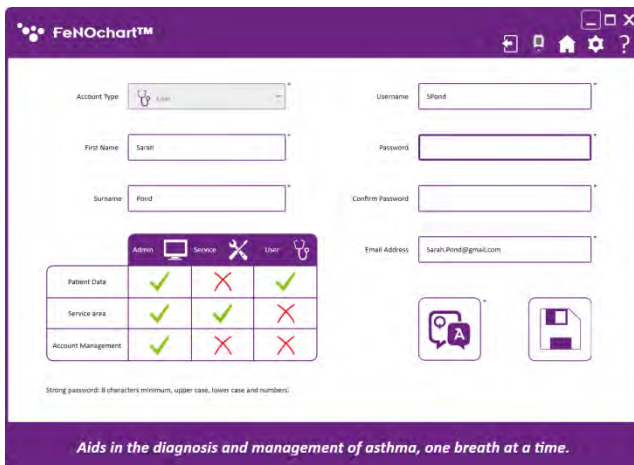 FeNOchart™
?
Account Type * User
First Name * Sarah
Surname * Pond
Username * SPond
Password *
Confirm Password *
Email Address * Sarah.Pond@gmail.com
Admin Service User
Patient Data
Service area
Account Management
Q A *
Strong password: 8 characters minimum, upper case, lower case and numbers.
Aids in the diagnosis and management of asthma, one breath at a time.